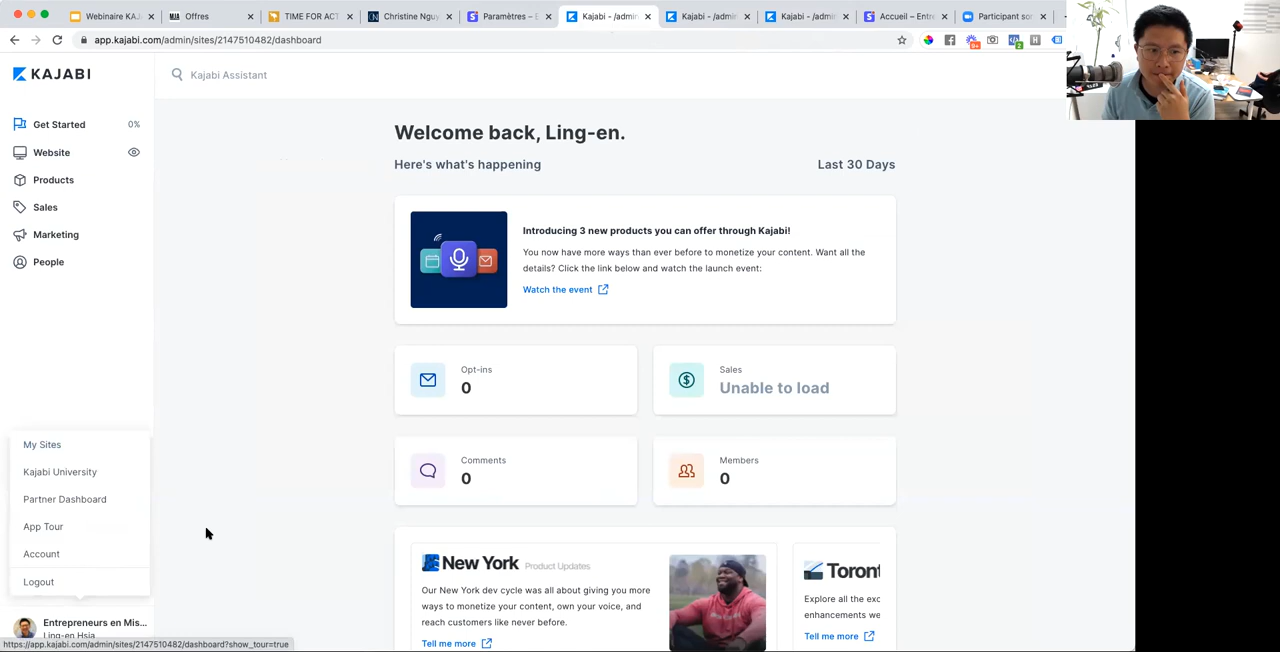 Webinaire KAJ
Offres
TIME FOR ACT
Christine Nguy
Paramètres – E
Kajabi - /admin
Kajabi - /admin
Kajabi - /admin
Accueil – Entre
Participant sor
app.kajabi.com/admin/sites/2147510482/dashboard
KAJABI
Kajabi Assistant
Get Started 0%
Website
Products
Sales
Marketing
People
Welcome back, Ling-en.
Here's what's happening
Last 30 Days
Introducing 3 new products you can offer through Kajabi!
You now have more ways than ever before to monetize your content. Want all the
details? Click the link below and watch the launch event:
Watch the event
Opt-ins
0
Sales
Unable to load
Comments
0
Members
0
New York Product Updates
Our New York dev cycle was all about giving you more
ways to monetize your content, own your voice, and
reach customers like never before.
Tell me more
Toront
Explore all the exc
enhancements we
Tell me more
My Sites
Kajabi University
Partner Dashboard
App Tour
Account
Logout
Entrepreneurs en Mis...
Ling-en Hsia
https://app.kajabi.com/admin/sites/2147510482/dashboard?show_tour=true